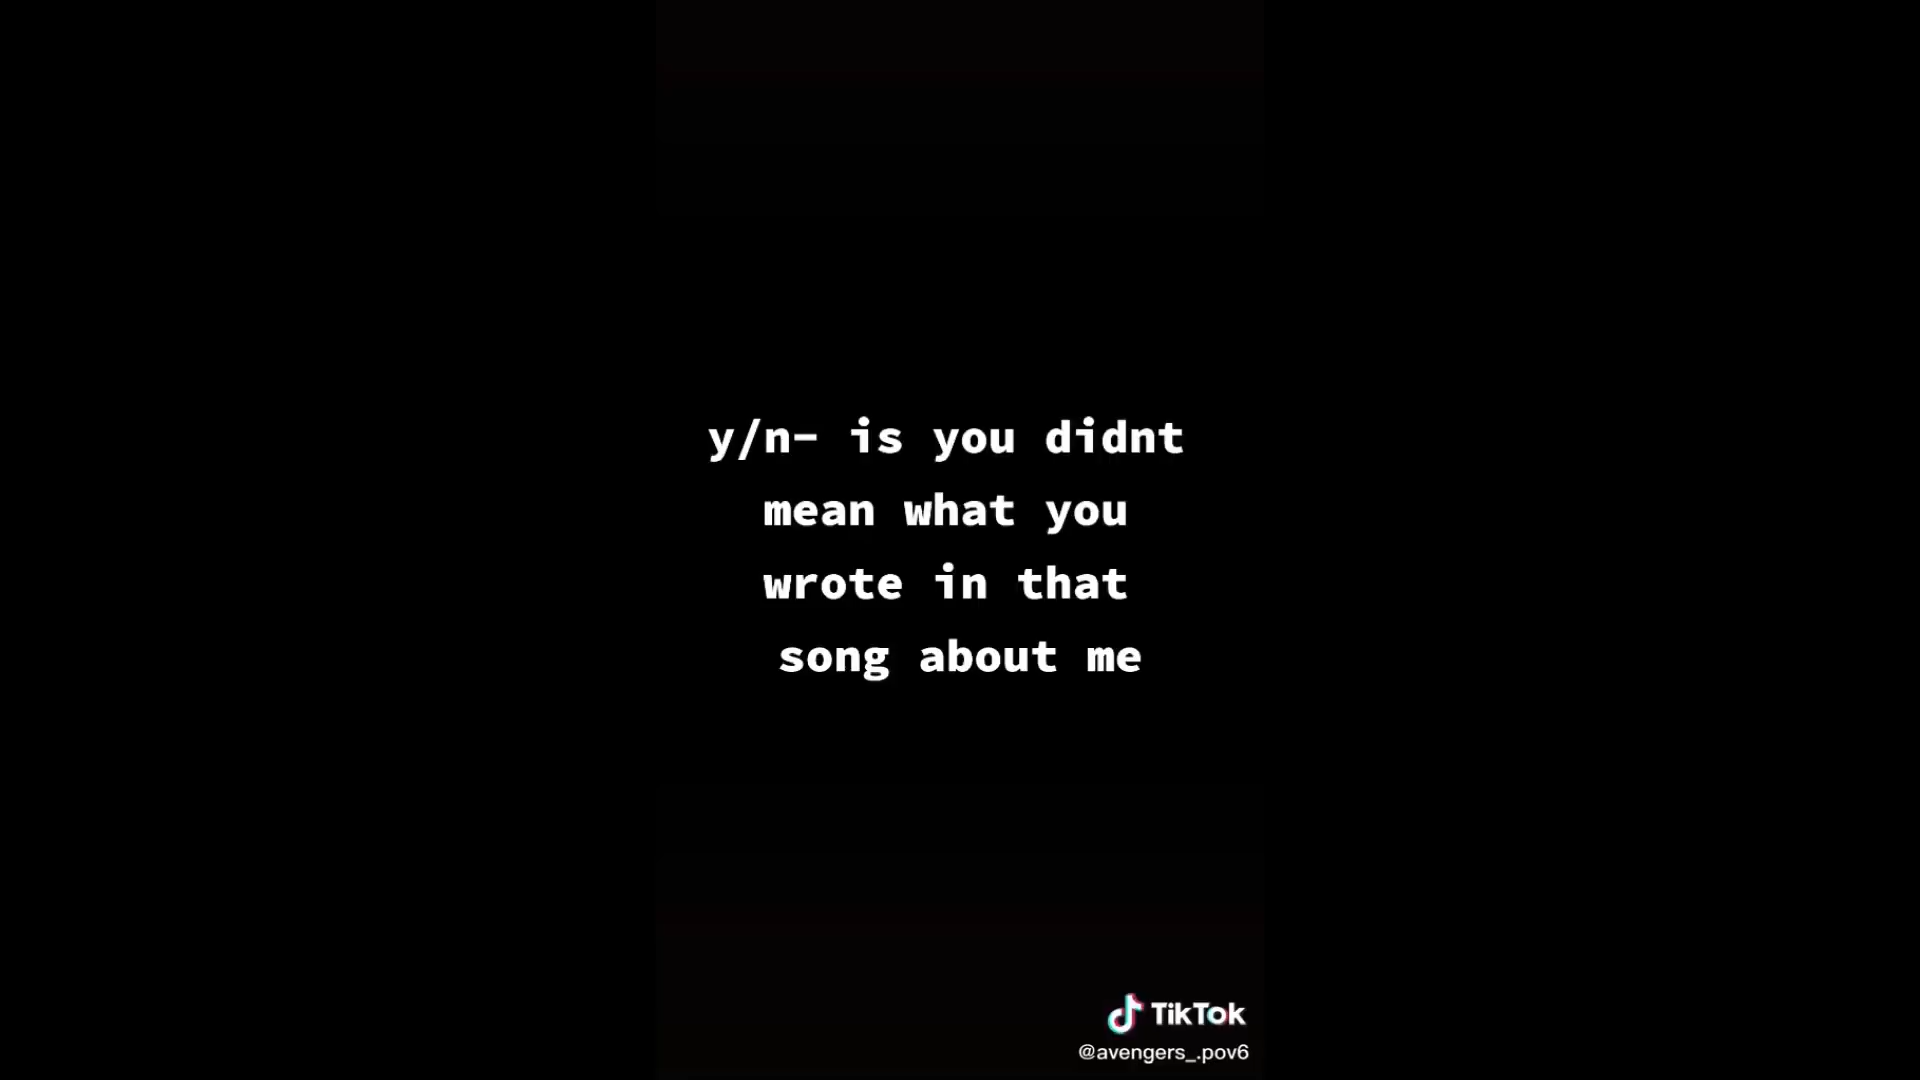 y/n- is you didnt
mean what you
wrote in that
song about me
TikTok
@avengers_.pov6